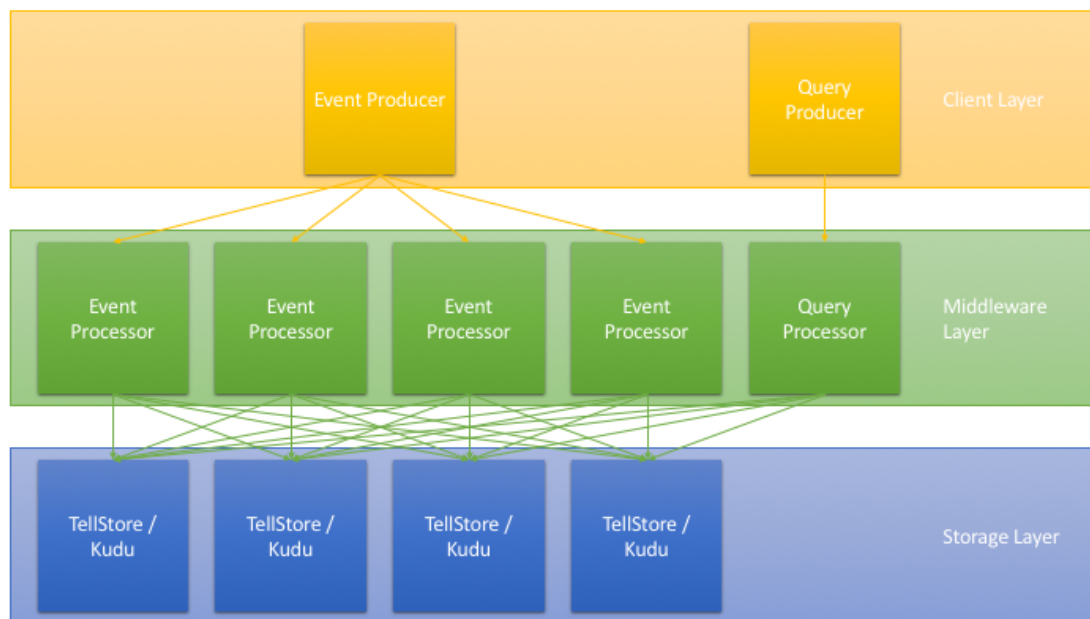 Event Producer
Query
Producer
Client Layer
Event
Processor
Event
Processor
Event
Processor
Event
Processor
Query
Processor
Middleware
Layer
TellStore /
Kudu
TellStore /
Kudu
TellStore /
Kudu
TellStore /
Kudu
Storage Layer